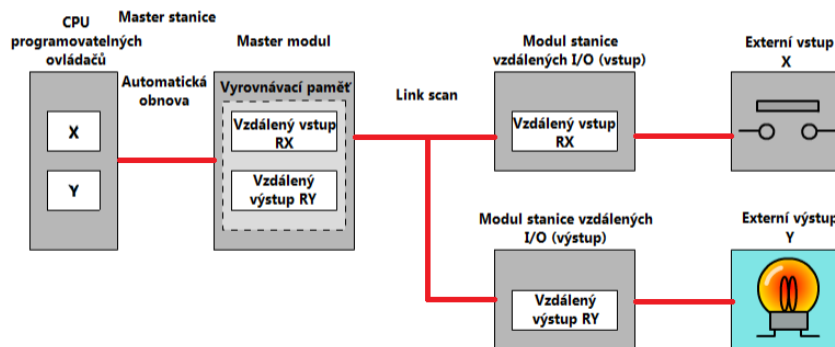 Master stanice
CPU
programovatelných
ovládačů
Automatická
obnova
X
Y
Master modul
Vyrovnávací paměť
Vzdálený vstup
RX
Vzdálený
výstup RY
Link scan
Modul stanice
vzdálených I/O (vstup)
Vzdálený vstup
RX
Externí vstup
X
Modul stanice vzdálených
I/O (výstup)
Vzdálený
výstup RY
Externí výstup
Y